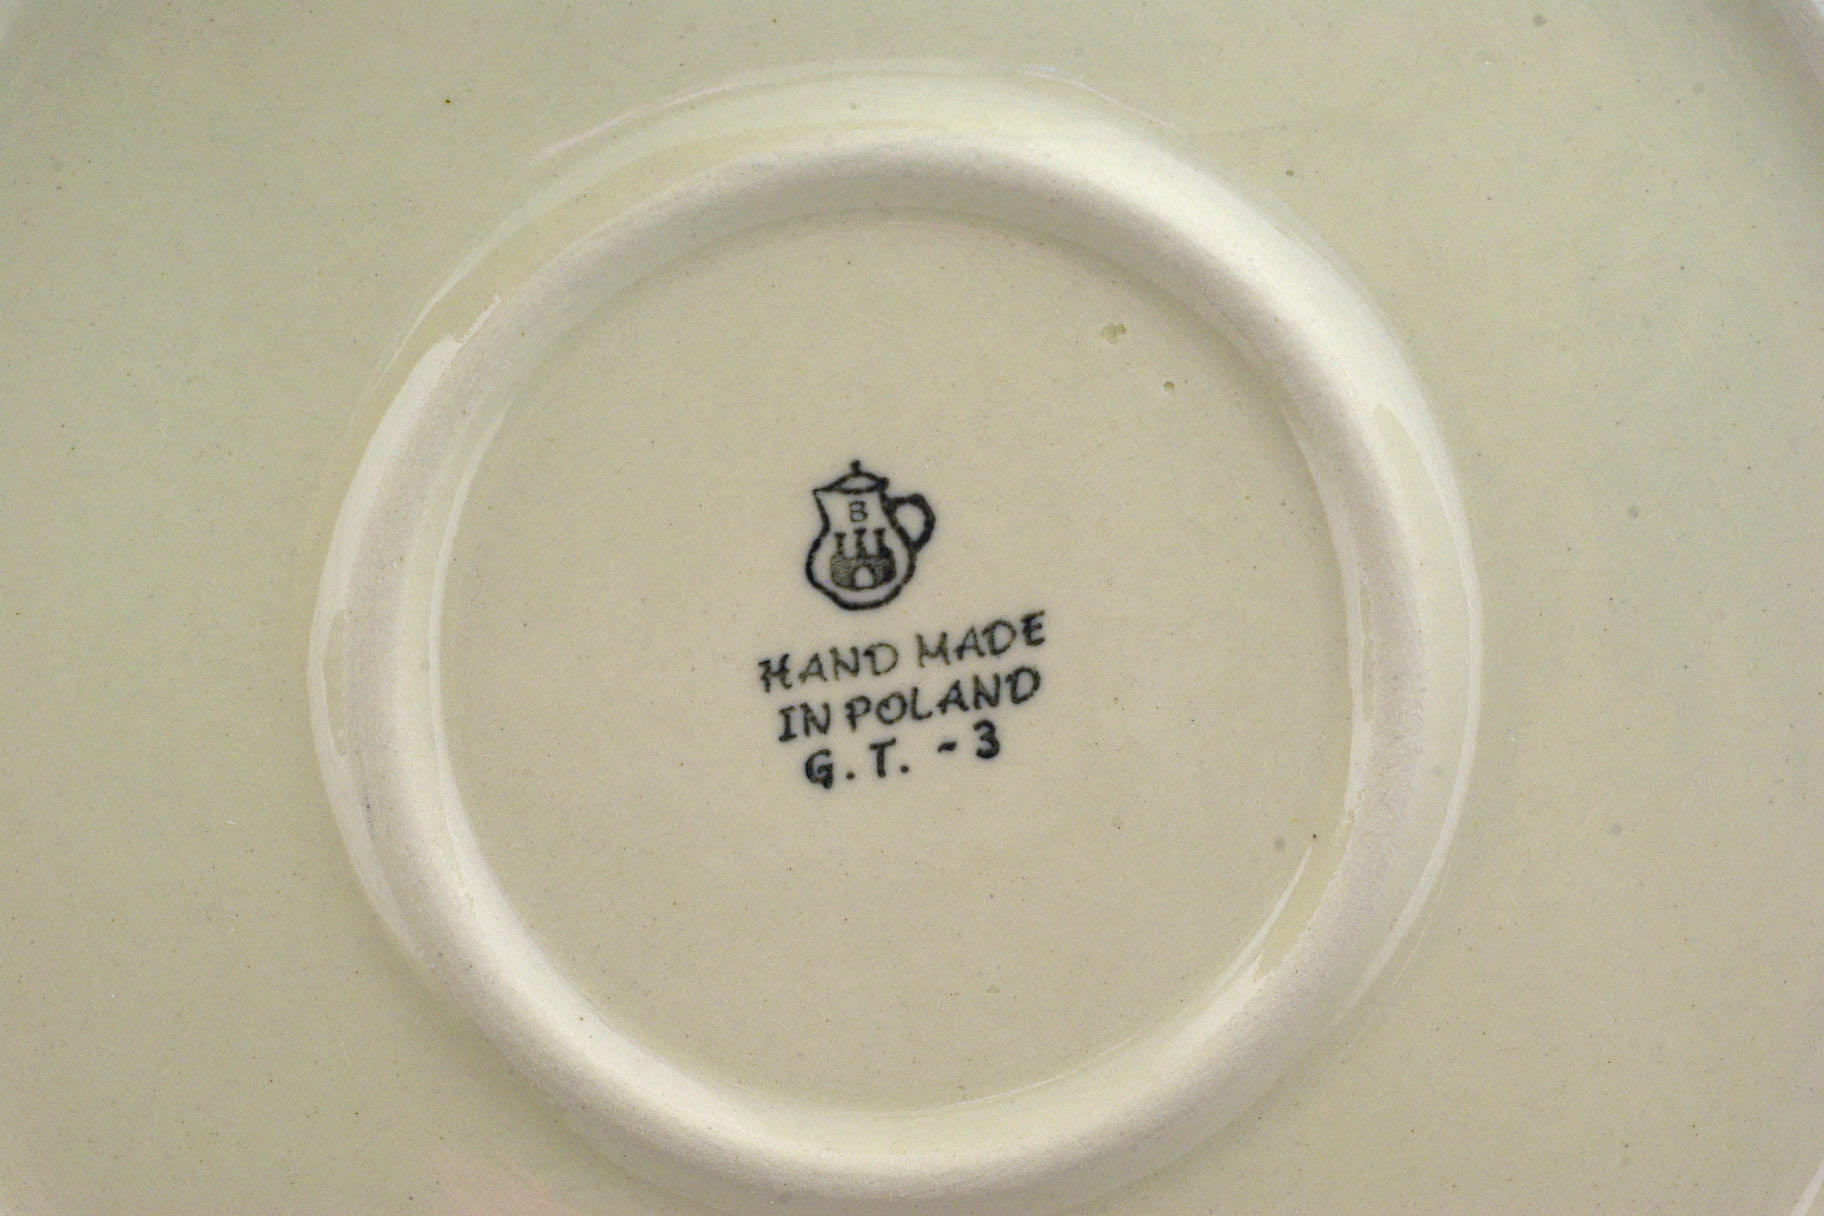 B
HAND MADE
IN POLAND
G.T. - 3